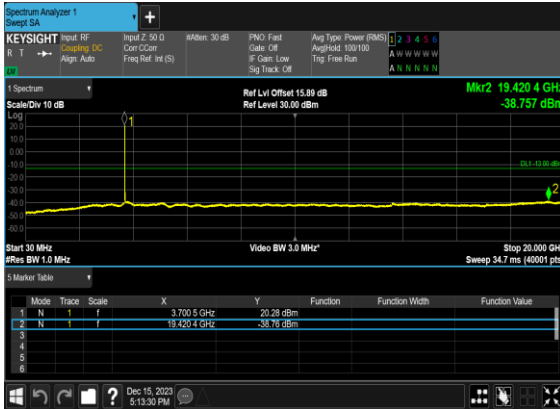 Spectrum Analyzer 1
Swept SA
+
KEYSIGHT Input: RF Input Z: 50 Ω #Atten: 30 dB PNO: Fast Avg Type: Power (RMS) 1 2 3 4 5 6
R T Coupling: DC Corr CCorr Gate: Off Avg|Hold: 100/100 A W W W W W
Align: Auto Freq Ref: Int (S) IF Gain: Low Trig: Free Run
Sig Track: Off A N N N N N
1 Spectrum Ref Lvl Offset 15.89 dB Mkr2 19.420 4 GHz
Scale/Div 10 dB Ref Level 30.00 dBm -38.757 dBm
Log
20.0
10.0
0.00
-10.0
-20.0
-30.0
-40.0
-50.0
-60.0
1
DL1 -13.00 dBm
2
Start 30 MHz Video BW 3.0 MHz* Stop 20.000 GHz
#Res BW 1.0 MHz Sweep 34.7 ms (40001 pts)
5 Marker Table
Mode Trace Scale X Y Function Function Width Function Value
1 N 1 f 3.700 5 GHz 20.28 dBm
2 N 1 f 19.420 4 GHz -38.76 dBm
3
4
5
6
? Dec 15, 2023
5:13:30 PM